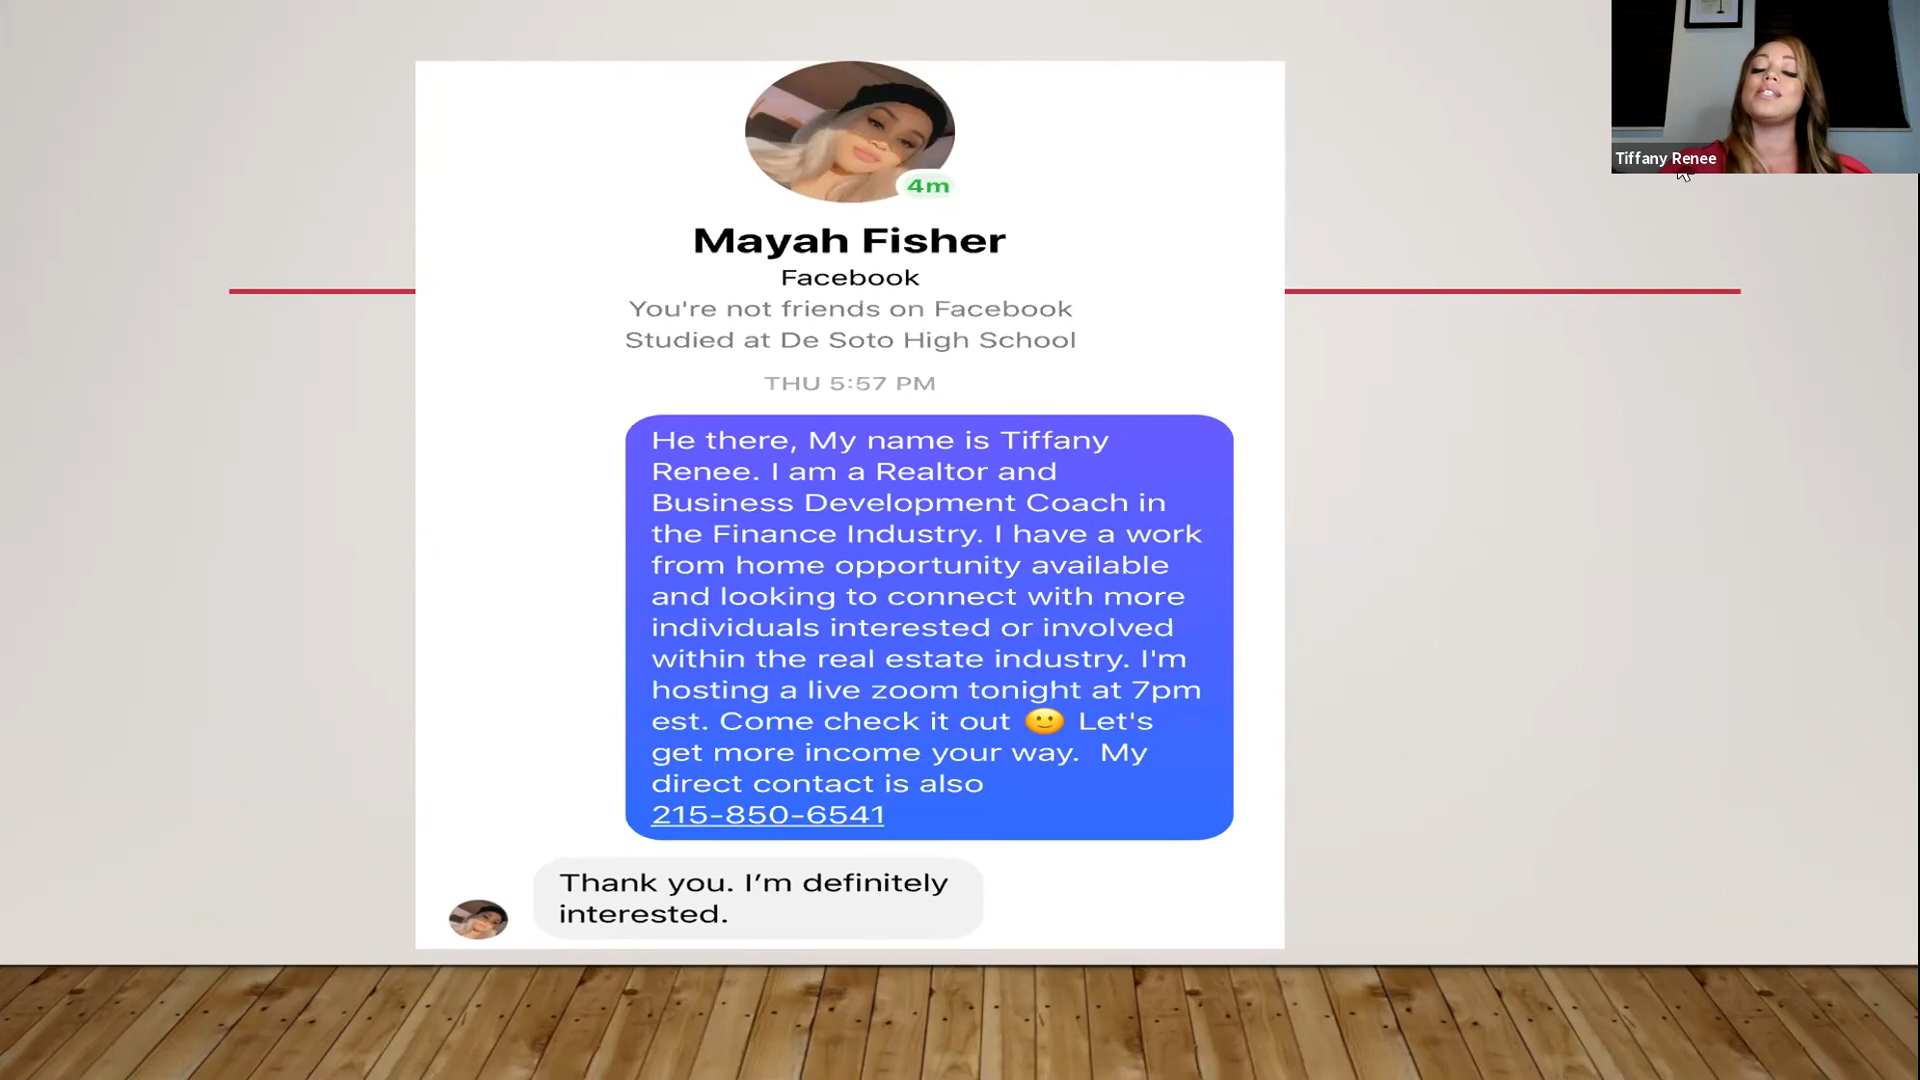 Tiffany Renee
4m
Mayah Fisher
Facebook
You're not friends on Facebook
Studied at De Soto High School
THU 5:57 PM
He there, My name is Tiffany
Renee. I am a Realtor and
Business Development Coach in
the Finance Industry. I have a work
from home opportunity available
and looking to connect with more
individuals interested or involved
within the real estate industry. I'm
hosting a live zoom tonight at 7pm
est. Come check it out 🙂 Let's
get more income your way.  My
direct contact is also
215-850-6541
Thank you. I’m definitely
interested.